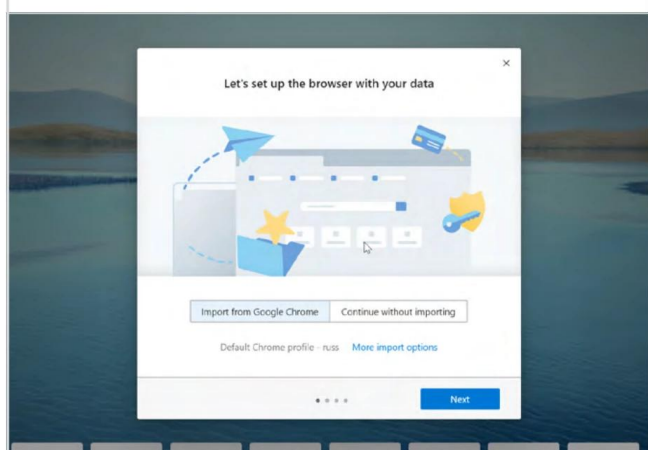 Let's set up the browser with your data
Import from Google Chrome
Continue without importing
Default Chrome profile - russ More import options
Next